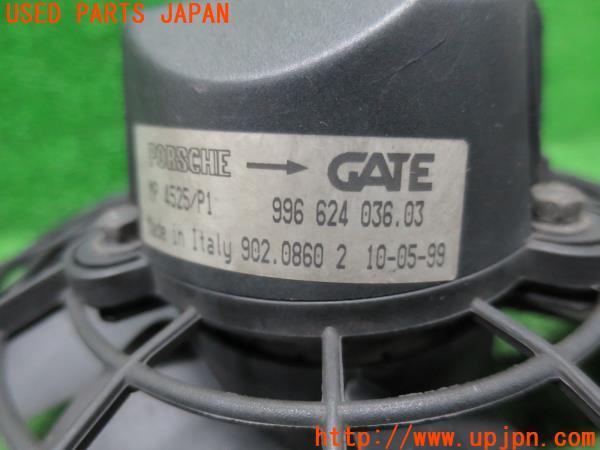 USED PARTS JAPAN
PORSCHE → GATE
MP 4525/P1 996 624 036.03
Made in Italy 902.0860 2 10-05-99
http://www.upjpn.com/